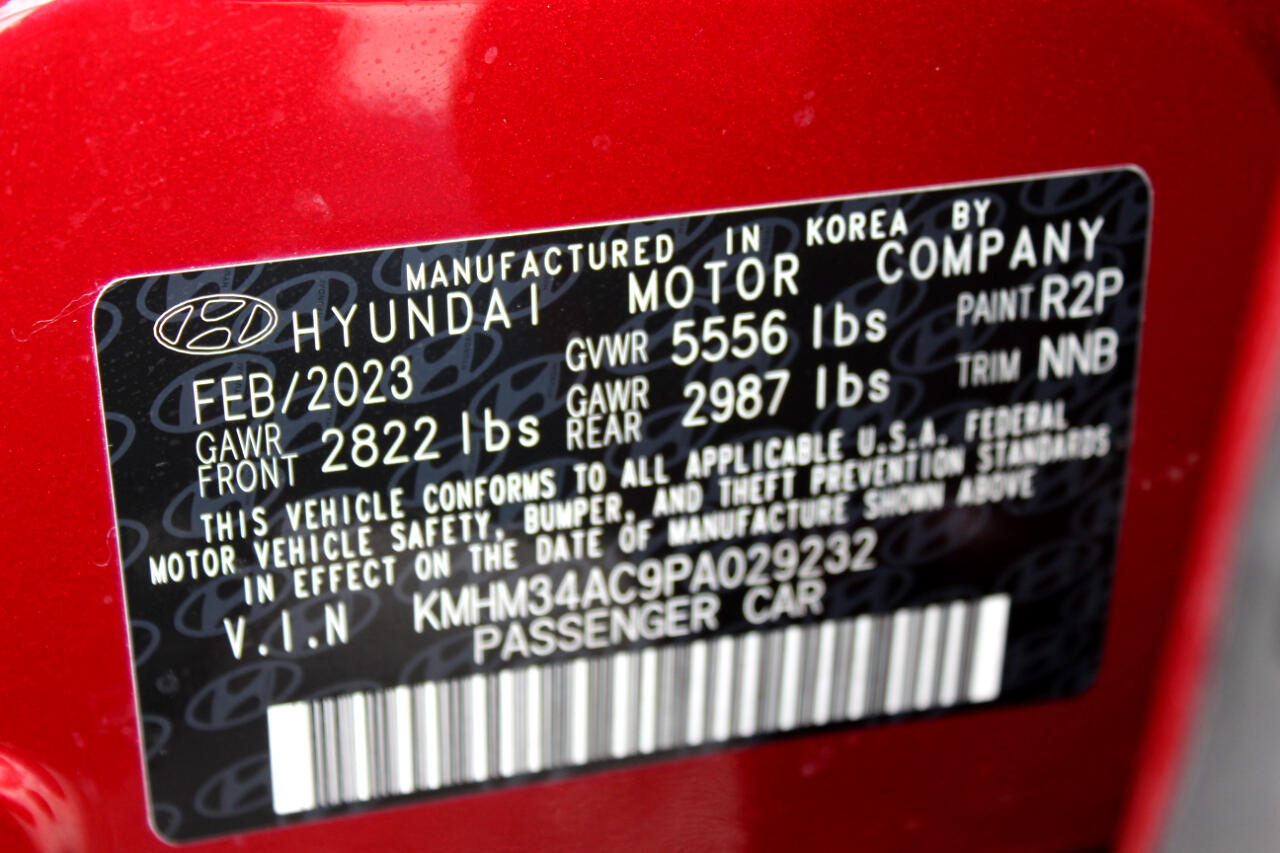 MANUFACTURED IN KOREA BY
HYUNDAI MOTOR COMPANY
FEB/2023 GVWR 5556 lbs PAINT R2P
GAWR FRONT 2822 lbs GAWR REAR 2987 lbs TRIM NNB
THIS VEHICLE CONFORMS TO ALL APPLICABLE U.S.A. FEDERAL
MOTOR VEHICLE SAFETY, BUMPER, AND THEFT PREVENTION STANDARDS
IN EFFECT ON THE DATE OF MANUFACTURE SHOWN ABOVE
V.I.N KMHM34AC9PA029232
PASSENGER CAR